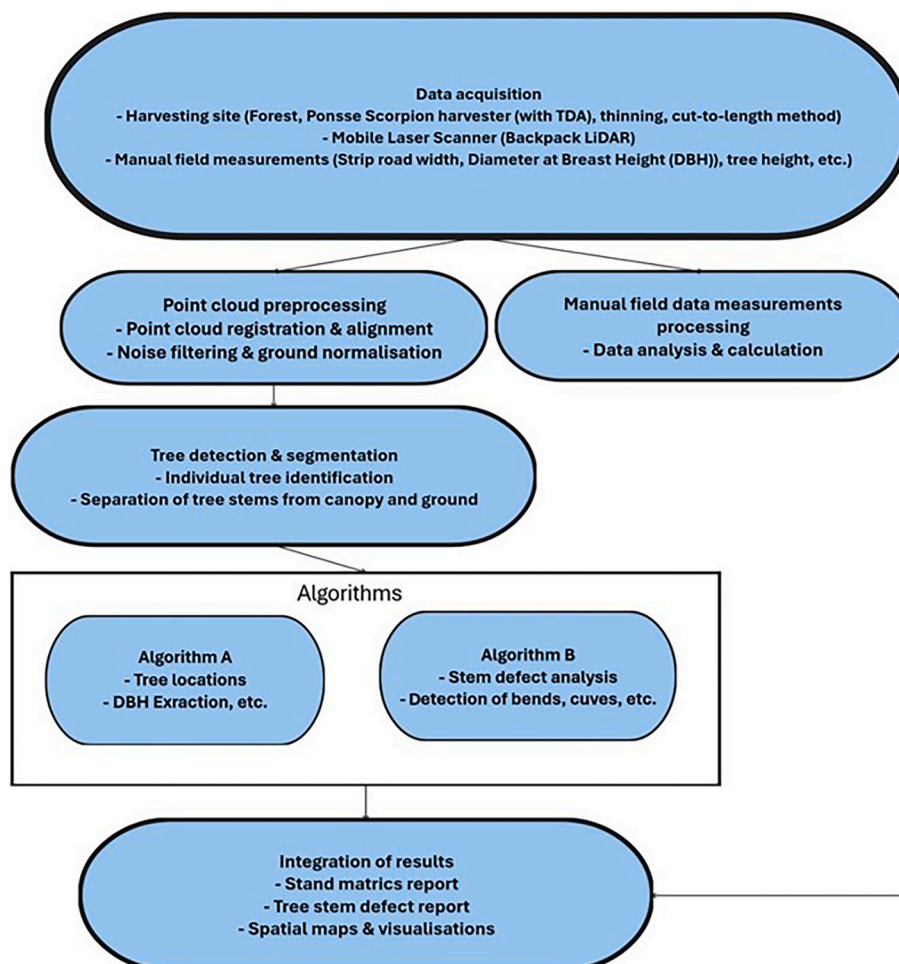 Data acquisition
- Harvesting site (Forest, Ponsse Scorpion harvester (with TDA), thinning, cut-to-length method)
- Mobile Laser Scanner (Backpack LiDAR)
- Manual field measurements (Strip road width, Diameter at Breast Height (DBH)), tree height, etc.)
Point cloud preprocessing
- Point cloud registration & alignment
- Noise filtering & ground normalisation
Manual field data measurements
processing
- Data analysis & calculation
Tree detection & segmentation
- Individual tree identification
- Separation of tree stems from canopy and ground
Algorithms
Algorithm A
- Tree locations
- DBH Exraction, etc.
Algorithm B
- Stem defect analysis
- Detection of bends, cuves, etc.
Integration of results
- Stand matrics report
- Tree stem defect report
- Spatial maps & visualisations